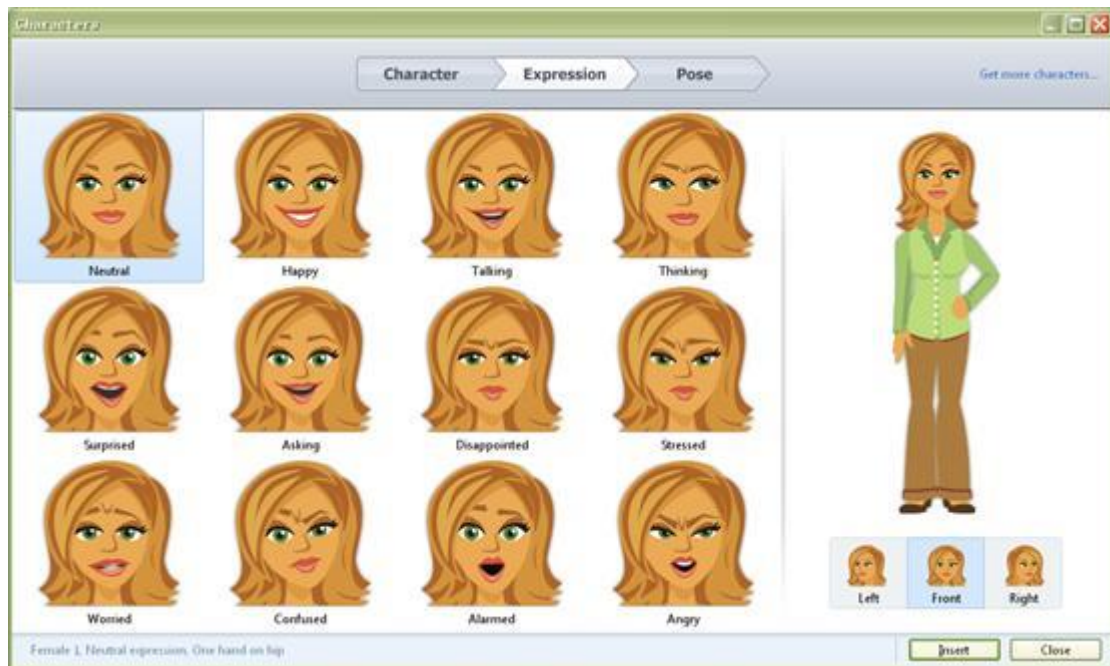 Characters
Character Expression Pose
Get more characters...
Neutral Happy Talking Thinking
Surprised Asking Disappointed Stressed
Worried Confused Alarmed Angry
Left Front Right
Female 1, Neutral expression, One hand on hip
Insert Close